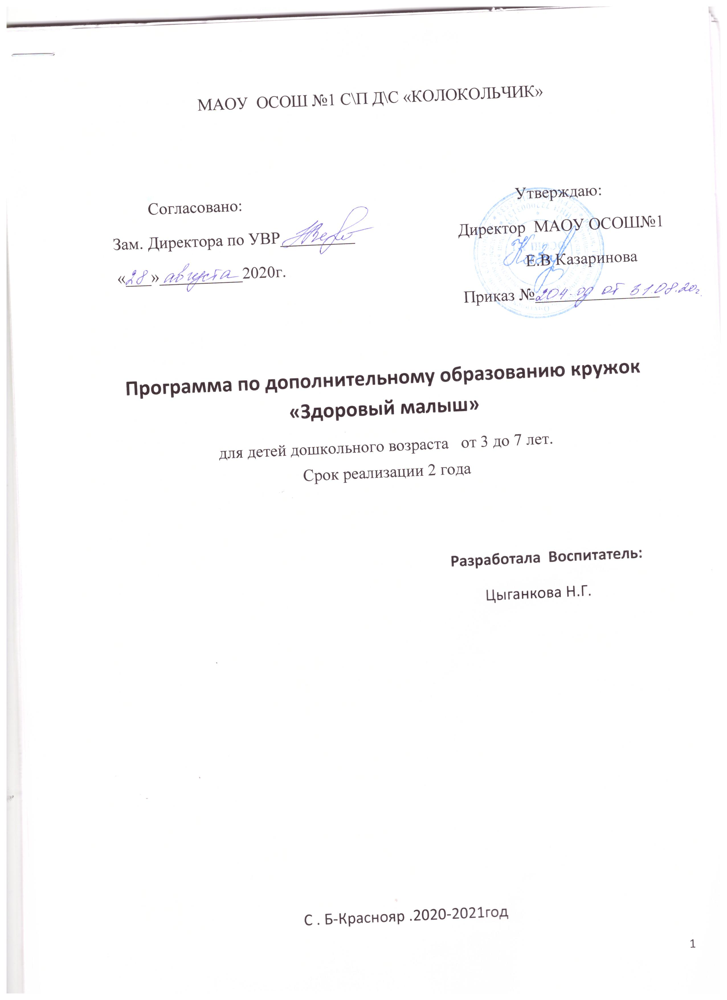 МАОУ ОСОШ №1 С\П Д\С «КОЛОКОЛЬЧИК»
Согласовано:
Зам. Директора по УВР
«28» августа 2020г.
Утверждаю:
Директор МАОУ ОСОШ№1
Е.В Казаринова
Приказ №204-од от 31.08.20г.
Программа по дополнительному образованию кружок
«Здоровый малыш»
для детей дошкольного возраста от 3 до 7 лет.
Срок реализации 2 года
Разработала Воспитатель:
Цыганкова Н.Г.
С . Б-Краснояр .2020-2021год
1